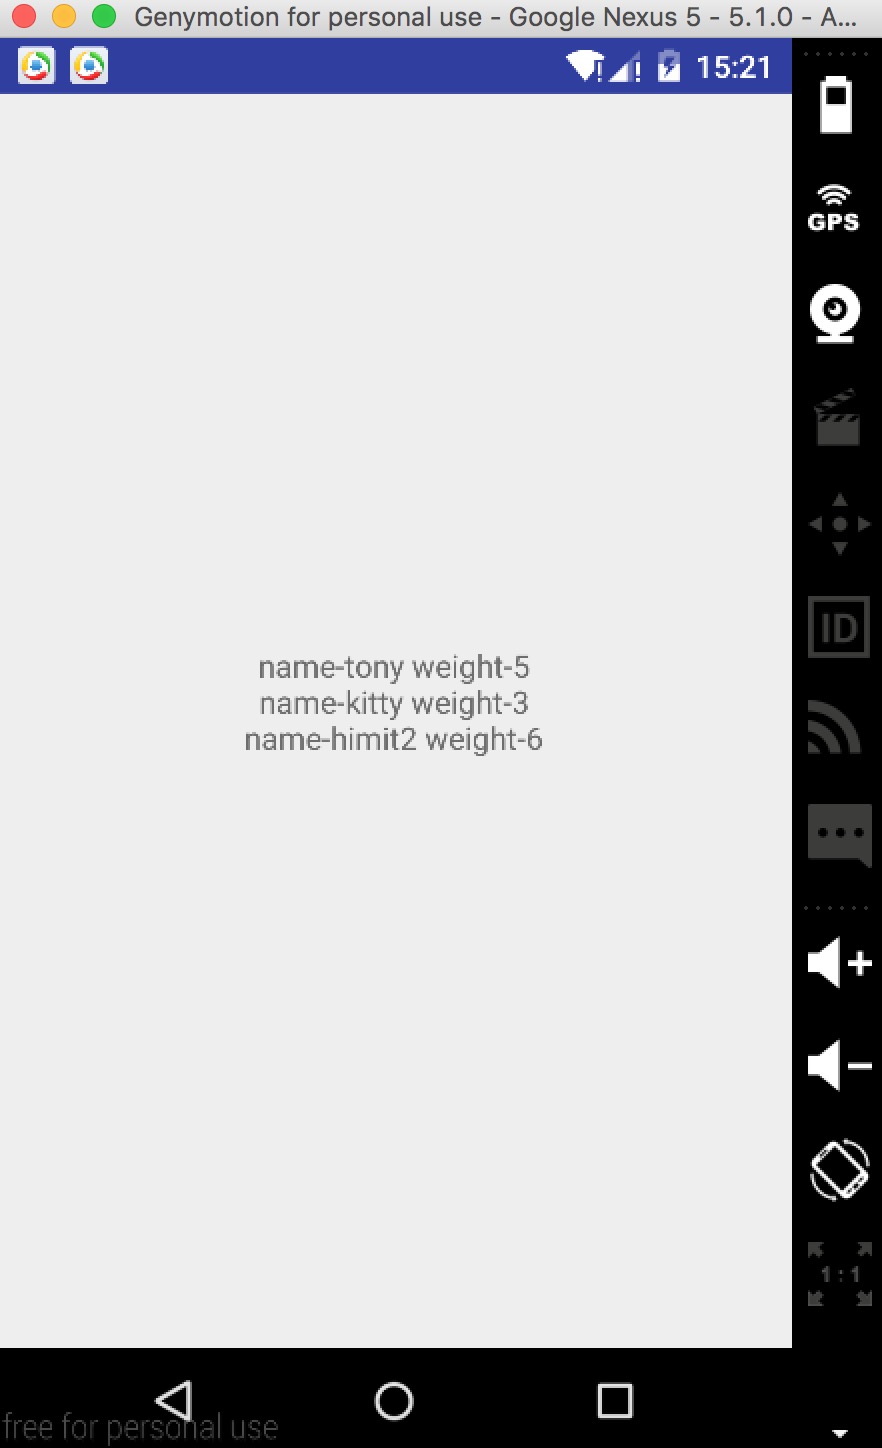 Genymotion for personal use - Google Nexus 5 - 5.1.0 - A...
15:21
GPS
ID
name-tony weight-5
name-kitty weight-3
name-himit2 weight-6
1:1
free for personal use